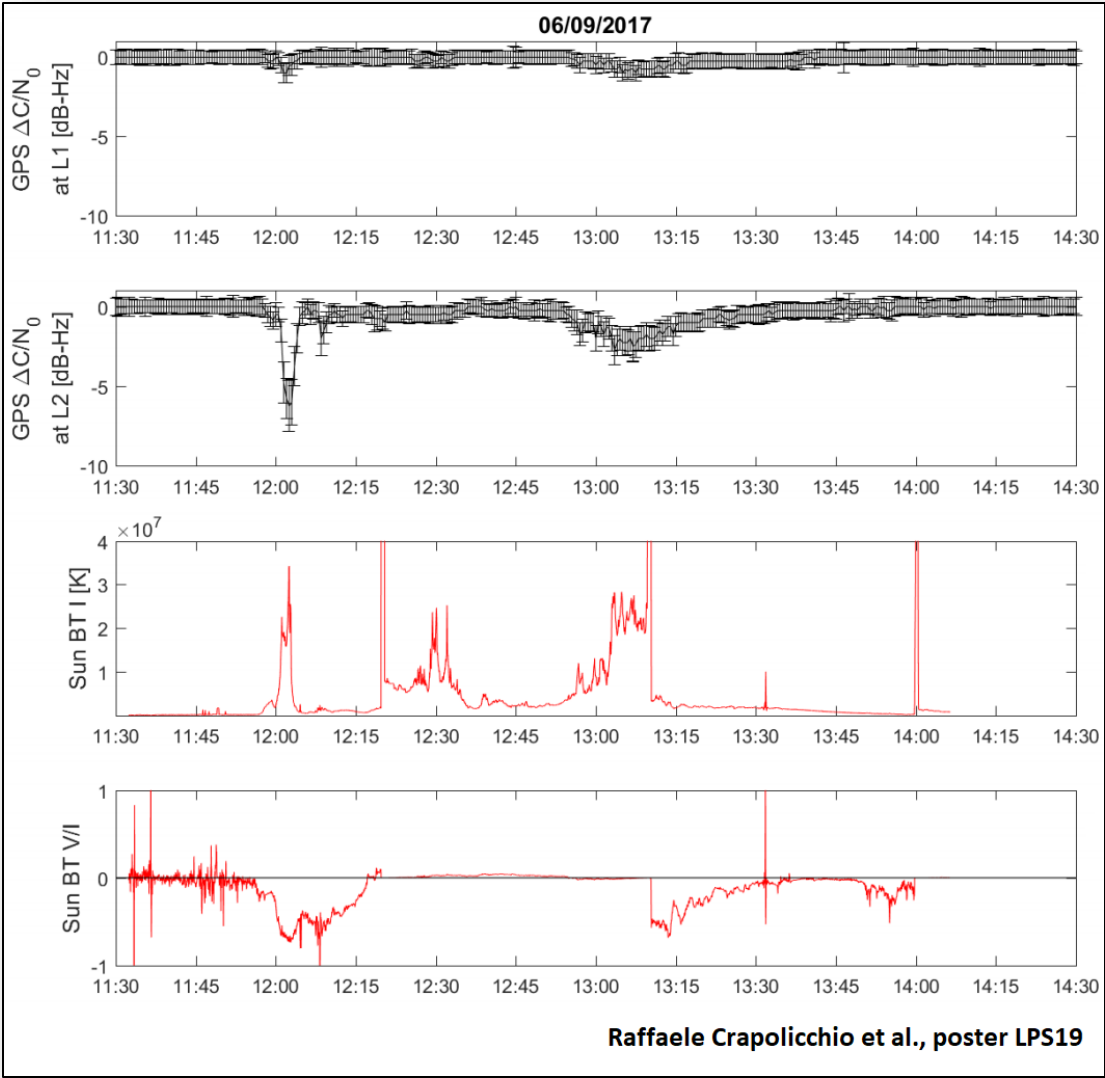 06/09/2017
GPS ΔC/N0
at L1 [dB-Hz]
0
-5
-10
11:30 11:45 12:00 12:15 12:30 12:45 13:00 13:15 13:30 13:45 14:00 14:15 14:30
GPS ΔC/N0
at L2 [dB-Hz]
0
-5
-10
11:30 11:45 12:00 12:15 12:30 12:45 13:00 13:15 13:30 13:45 14:00 14:15 14:30
×10^7
Sun BT I [K]
4
3
2
1
11:30 11:45 12:00 12:15 12:30 12:45 13:00 13:15 13:30 13:45 14:00 14:15 14:30
Sun BT V/I
1
0
-1
11:30 11:45 12:00 12:15 12:30 12:45 13:00 13:15 13:30 13:45 14:00 14:15 14:30
Raffaele Crapolicchio et al., poster LPS19